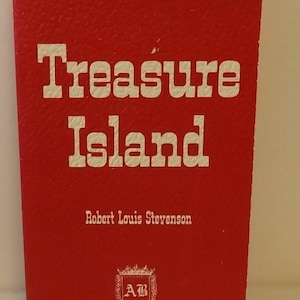 Treasure
Island
Robert Louis Stevenson
AB